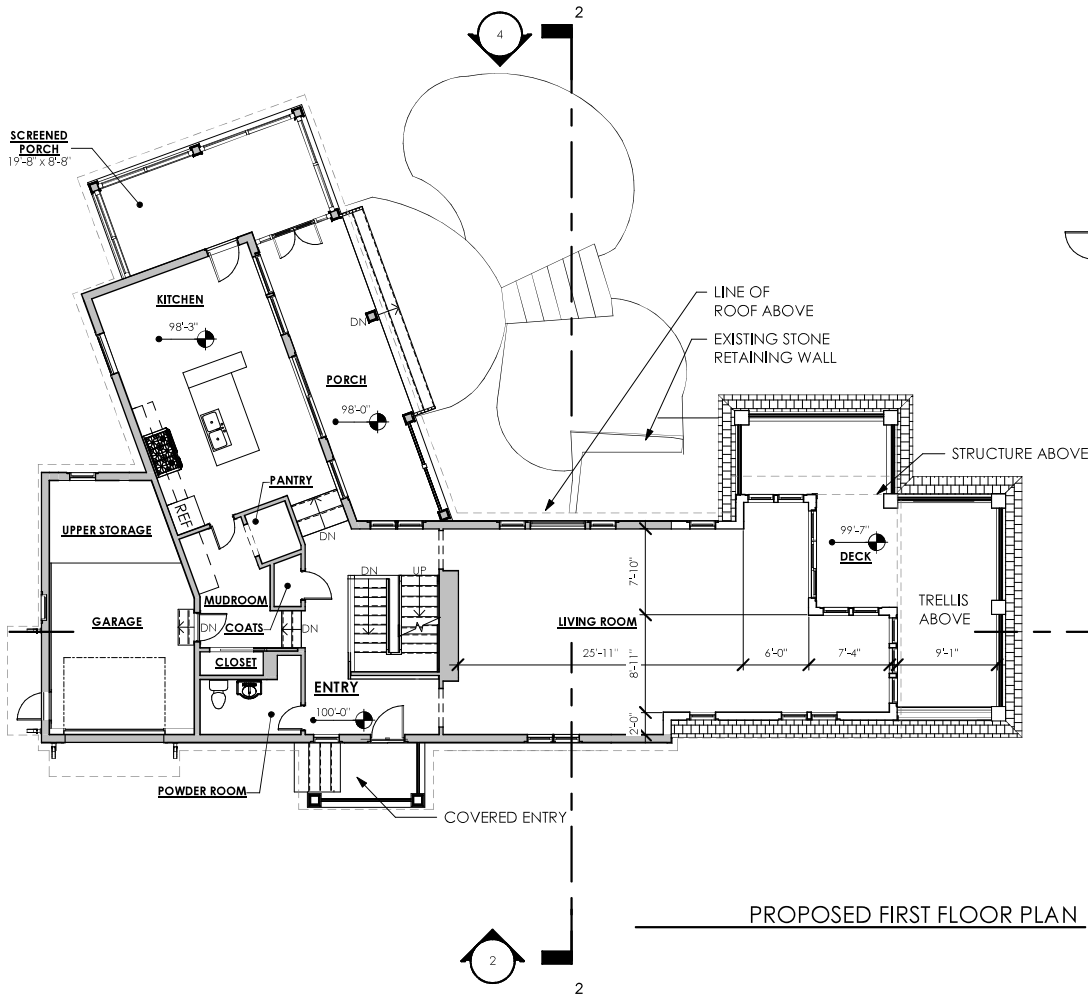 2
4
SCREENED
PORCH
19'-8" x 8'-8"
KITCHEN
98'-3"
DN
LINE OF
ROOF ABOVE
EXISTING STONE
RETAINING WALL
PORCH
98'-0"
STRUCTURE ABOVE
PANTRY
REF
UPPER STORAGE
DN
99'-7"
DECK
DN
UP
7'-10"
MUDROOM
TRELLIS
ABOVE
GARAGE
DN
COATS
DN
LIVING ROOM
25'-11"
8'-11"
6'-0"
7'-4"
9'-1"
CLOSET
ENTRY
100'-0"
2'-0"
POWDER ROOM
COVERED ENTRY
PROPOSED FIRST FLOOR PLAN
2
2